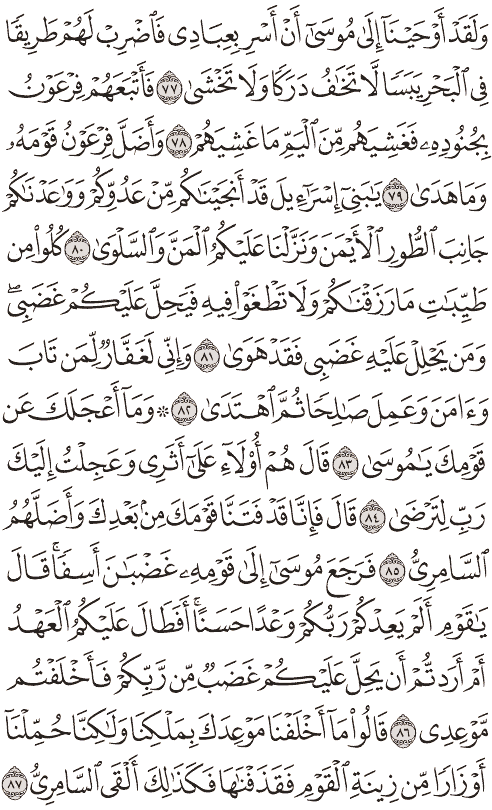 وَلَقَدۡ أَوۡحَيۡنَآ إِلَىٰ مُوسَىٰٓ أَنۡ أَسۡرِ بِعِبَادِي فَٱضۡرِبۡ لَهُمۡ طَرِيقٗا
فِي ٱلۡبَحۡرِ يَبَسٗا لَّا تَخَٰفُ دَرَكٗا وَلَا تَخۡشَىٰ ٧٧ فَأَتۡبَعَهُمۡ فِرۡعَوۡنُ
بِجُنُودِهِۦ فَغَشِيَهُم مِّنَ ٱلۡيَمِّ مَا غَشِيَهُمۡ ٧٨ وَأَضَلَّ فِرۡعَوۡنُ قَوۡمَهُۥ
وَمَا هَدَىٰ ٧٩ يَٰبَنِيٓ إِسۡرَٰٓءِيلَ قَدۡ أَنجَيۡنَٰكُم مِّنۡ عَدُوِّكُمۡ وَوَٰعَدۡنَٰكُمۡ
جَانِبَ ٱلطُّورِ ٱلۡأَيۡمَنَ وَنَزَّلۡنَا عَلَيۡكُمُ ٱلۡمَنَّ وَٱلسَّلۡوَىٰ ٨٠ كُلُواْ مِن
طَيِّبَٰتِ مَا رَزَقۡنَٰكُمۡ وَلَا تَطۡغَوۡاْ فِيهِ فَيَحِلَّ عَلَيۡكُمۡ غَضَبِيۖ
وَمَن يَحۡلِلۡ عَلَيۡهِ غَضَبِي فَقَدۡ هَوَىٰ ٨١ وَإِنِّي لَغَفَّارٞ لِّمَن تَابَ
وَءَامَنَ وَعَمِلَ صَٰلِحٗا ثُمَّ ٱهۡتَدَىٰ ٨٢ ۞ وَمَآ أَعۡجَلَكَ عَن
قَوۡمِكَ يَٰمُوسَىٰ ٨٣ قَالَ هُمۡ أُوْلَآءِ عَلَىٰٓ أَثَرِي وَعَجِلۡتُ إِلَيۡكَ
رَبِّ لِتَرۡضَىٰ ٨٤ قَالَ فَإِنَّا قَدۡ فَتَنَّا قَوۡمَكَ مِنۢ بَعۡدِكَ وَأَضَلَّهُمُ
ٱلسَّامِرِيُّ ٨٥ فَرَجَعَ مُوسَىٰٓ إِلَىٰ قَوۡمِهِۦ غَضۡبَٰنَ أَسِفٗاۚ قَالَ
يَٰقَوۡمِ أَلَمۡ يَعِدۡكُمۡ رَبُّكُمۡ وَعۡدًا حَسَنًاۚ أَفَطَالَ عَلَيۡكُمُ ٱلۡعَهۡدُ
أَمۡ أَرَدتُّمۡ أَن يَحِلَّ عَلَيۡكُمۡ غَضَبٞ مِّن رَّبِّكُمۡ فَأَخۡلَفۡتُم
مَّوۡعِدِي ٨٦ قَالُواْ مَآ أَخۡلَفۡنَا مَوۡعِدَكَ بِمَلۡكِنَا وَلَٰكِنَّا حُمِّلۡنَآ
أَوۡزَارٗا مِّن زِينَةِ ٱلۡقَوۡمِ فَقَذَفۡنَٰهَا فَكَذَٰلِكَ أَلۡقَى ٱلسَّامِرِيُّ ٨٧